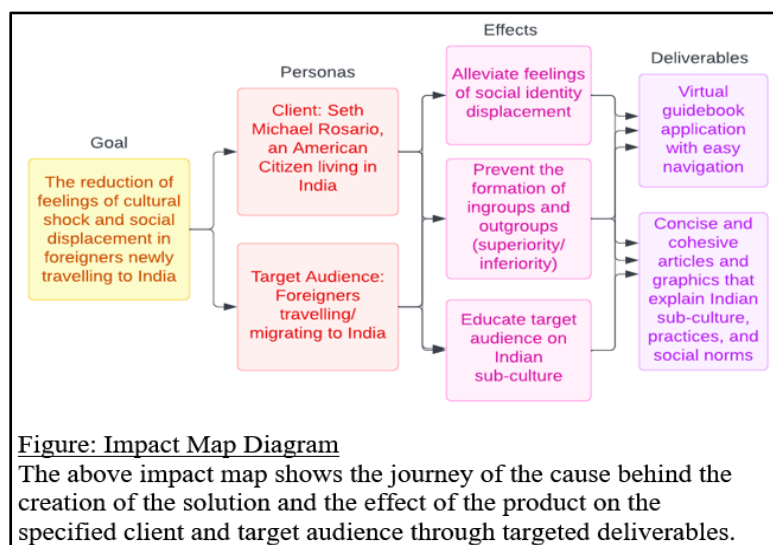 Goal
The reduction of
feelings of cultural
shock and social
displacement in
foreigners newly
travelling to India
Personas
Client: Seth
Michael Rosario,
an American
Citizen living in
India
Target Audience:
Foreigners
travelling/
migrating to India
Effects
Alleviate feelings
of social identity
displacement
Prevent the
formation of
ingroups and
outgroups
(superiority/
inferiority)
Educate target
audience on
Indian
sub-culture
Deliverables
Virtual
guidebook
application
with easy
navigation
Concise and
cohesive
articles and
graphics that
explain Indian
sub-culture,
practices, and
social norms
Figure: Impact Map Diagram
The above impact map shows the journey of the cause behind the
creation of the solution and the effect of the product on the
specified client and target audience through targeted deliverables.